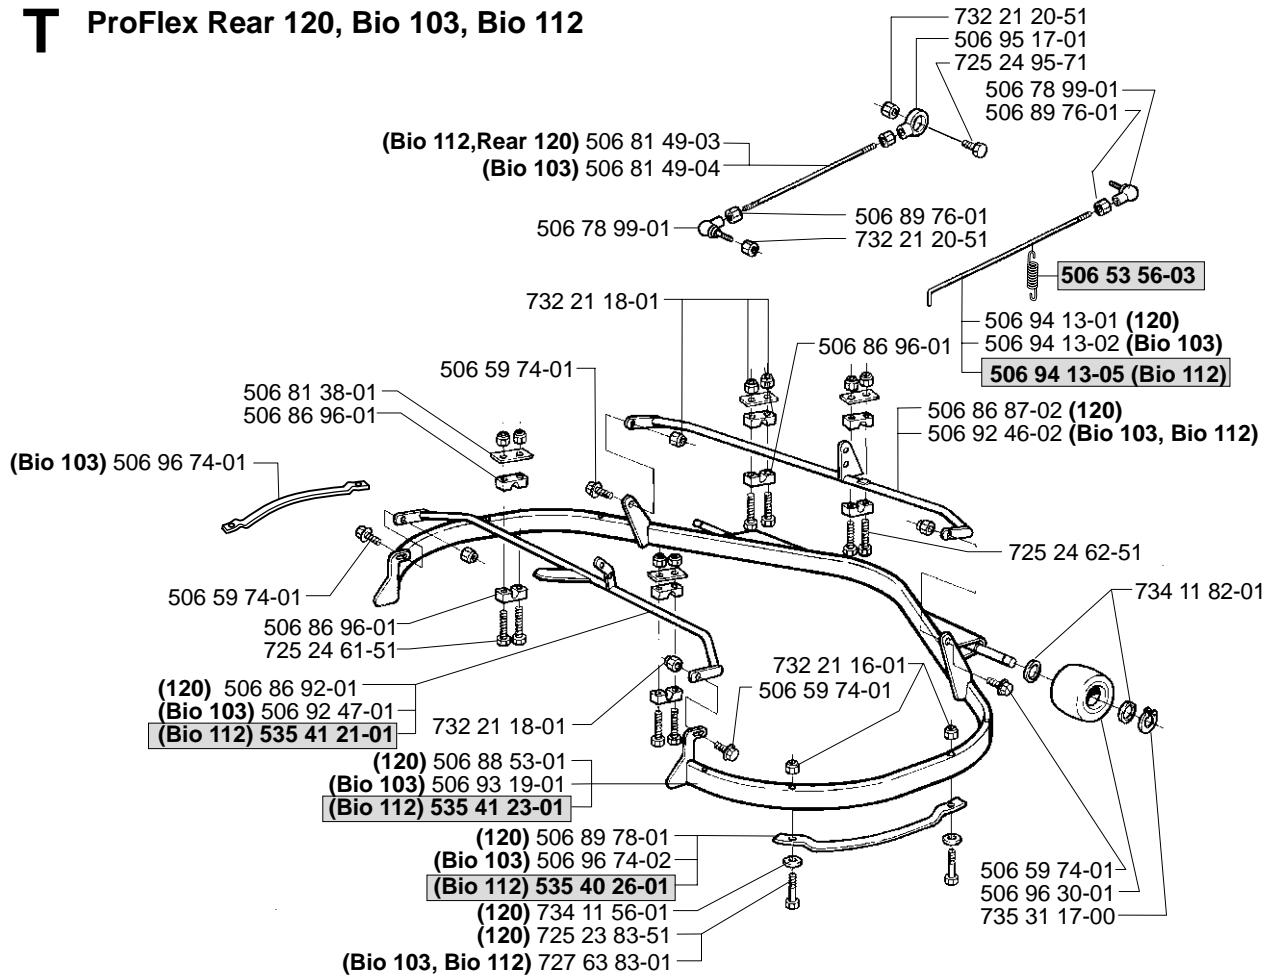 T ProFlex Rear 120, Bio 103, Bio 112
732 21 20-51
506 95 17-01
725 24 95-71
506 78 99-01
506 89 76-01
(Bio 112,Rear 120) 506 81 49-03
(Bio 103) 506 81 49-04
506 78 99-01
506 89 76-01
732 21 20-51
506 53 56-03
732 21 18-01
506 94 13-01 (120)
506 94 13-02 (Bio 103)
506 94 13-05 (Bio 112)
506 86 96-01
506 59 74-01
506 81 38-01
506 86 96-01
506 86 87-02 (120)
506 92 46-02 (Bio 103, Bio 112)
(Bio 103) 506 96 74-01
725 24 62-51
506 59 74-01
734 11 82-01
506 86 96-01
725 24 61-51
732 21 16-01
506 59 74-01
(120) 506 86 92-01
(Bio 103) 506 92 47-01
(Bio 112) 535 41 21-01
732 21 18-01
(120) 506 88 53-01
(Bio 103) 506 93 19-01
(Bio 112) 535 41 23-01
(120) 506 89 78-01
(Bio 103) 506 96 74-02
(Bio 112) 535 40 26-01
(120) 734 11 56-01
(120) 725 23 83-51
(Bio 103, Bio 112) 727 63 83-01
506 59 74-01
506 96 30-01
735 31 17-00